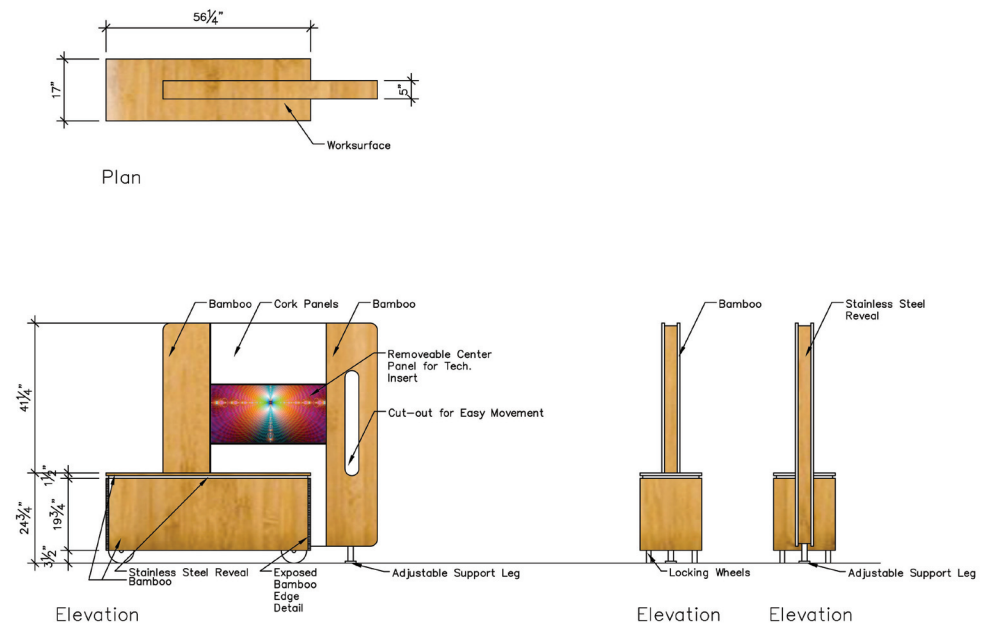 56¼"
17"
5"
Worksurface
Plan
Bamboo
Cork Panels
Bamboo
Bamboo
Stainless Steel
Reveal
Removeable Center
Panel for Tech.
Insert
Cut-out for Easy Movement
41¼"
1½"
24¾"
19¾"
3½"
Stainless Steel Reveal
Bamboo
Exposed
Bamboo
Edge
Detail
Adjustable Support Leg
Locking Wheels
Adjustable Support Leg
Elevation
Elevation
Elevation